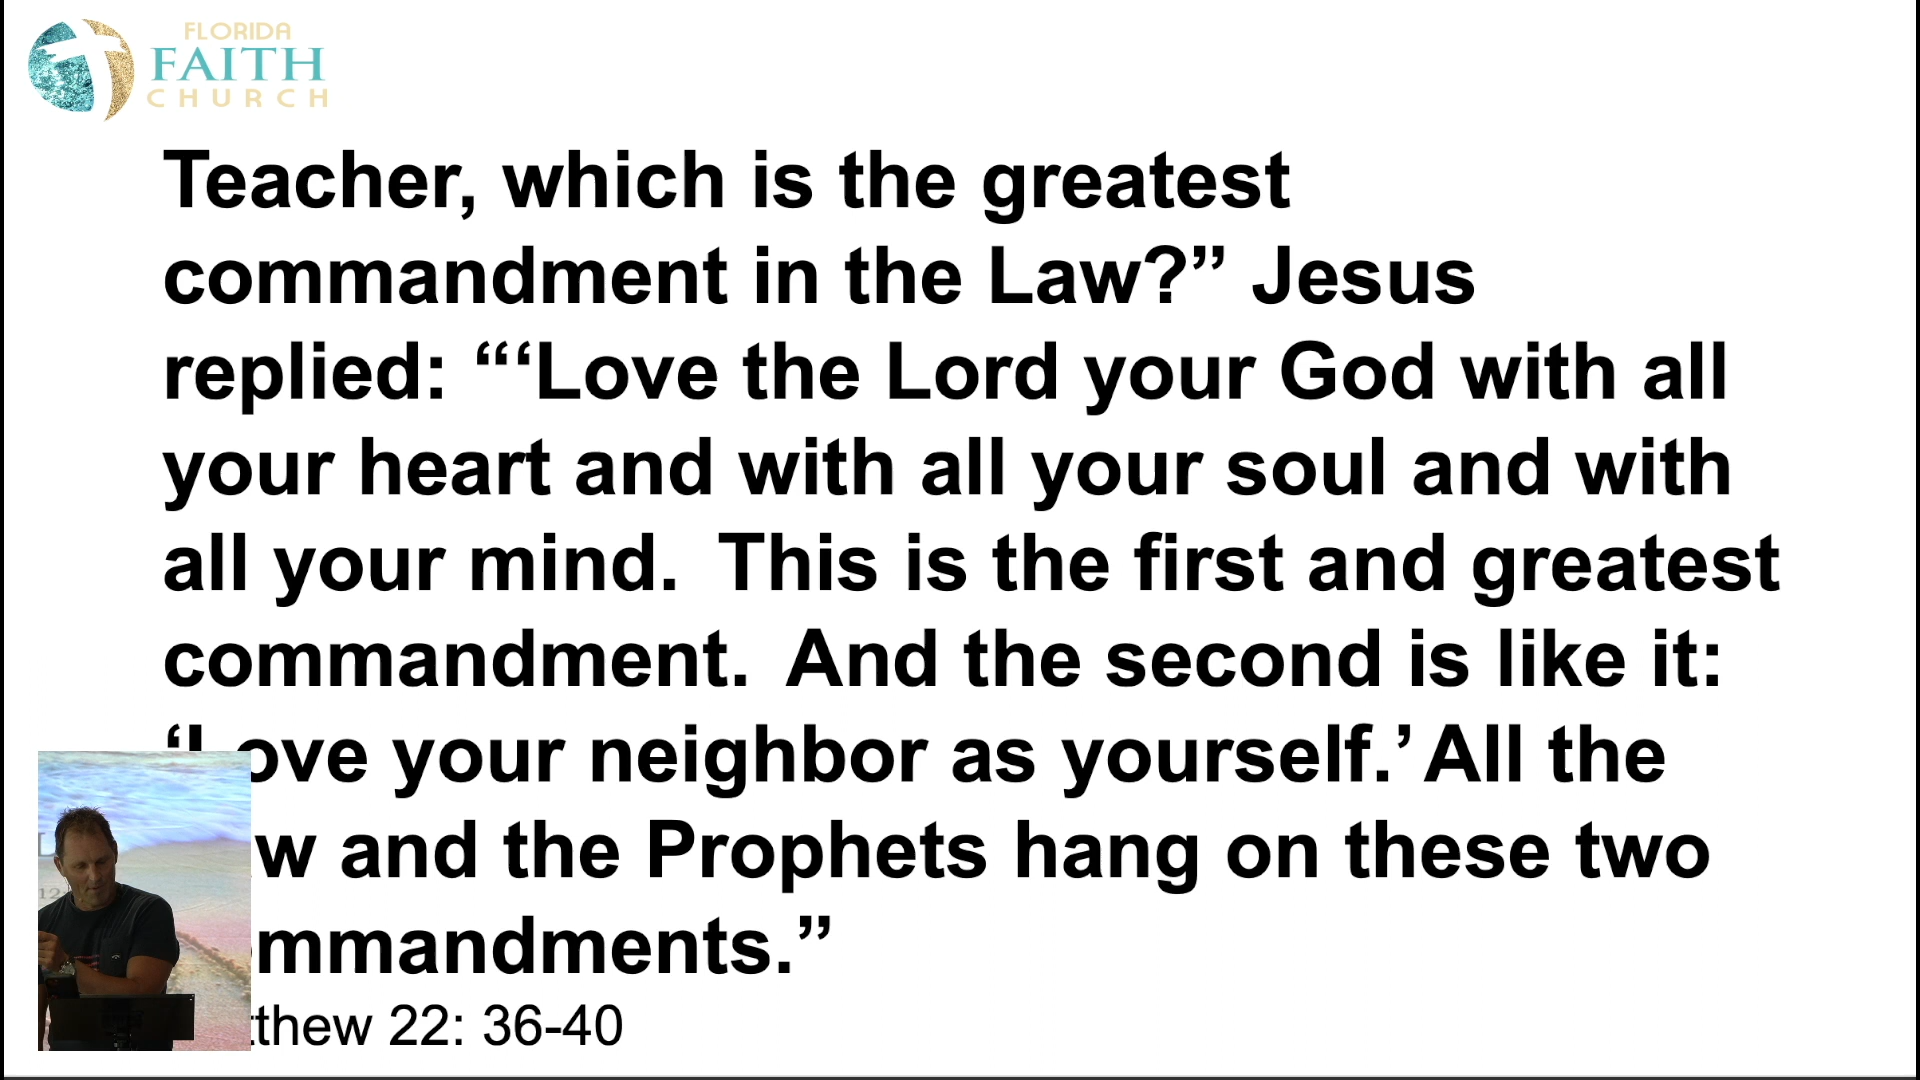 FLORIDA
FAITH
CHURCH
Teacher, which is the greatest
commandment in the Law?” Jesus
replied: “‘Love the Lord your God with all
your heart and with all your soul and with
all your mind.  This is the first and greatest
commandment.  And the second is like it:
‘Love your neighbor as yourself.’ All the
and the Prophets hang on these two
22: 36-40